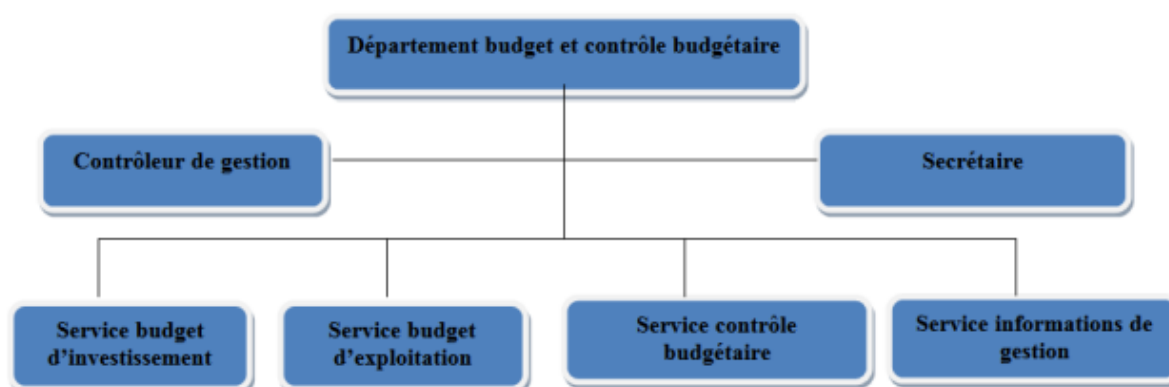 Département budget et contrôle budgétaire
Contrôleur de gestion
Secrétaire
Service budget
d'investissement
Service budget
d'exploitation
Service contrôle
budgétaire
Service informations de
gestion